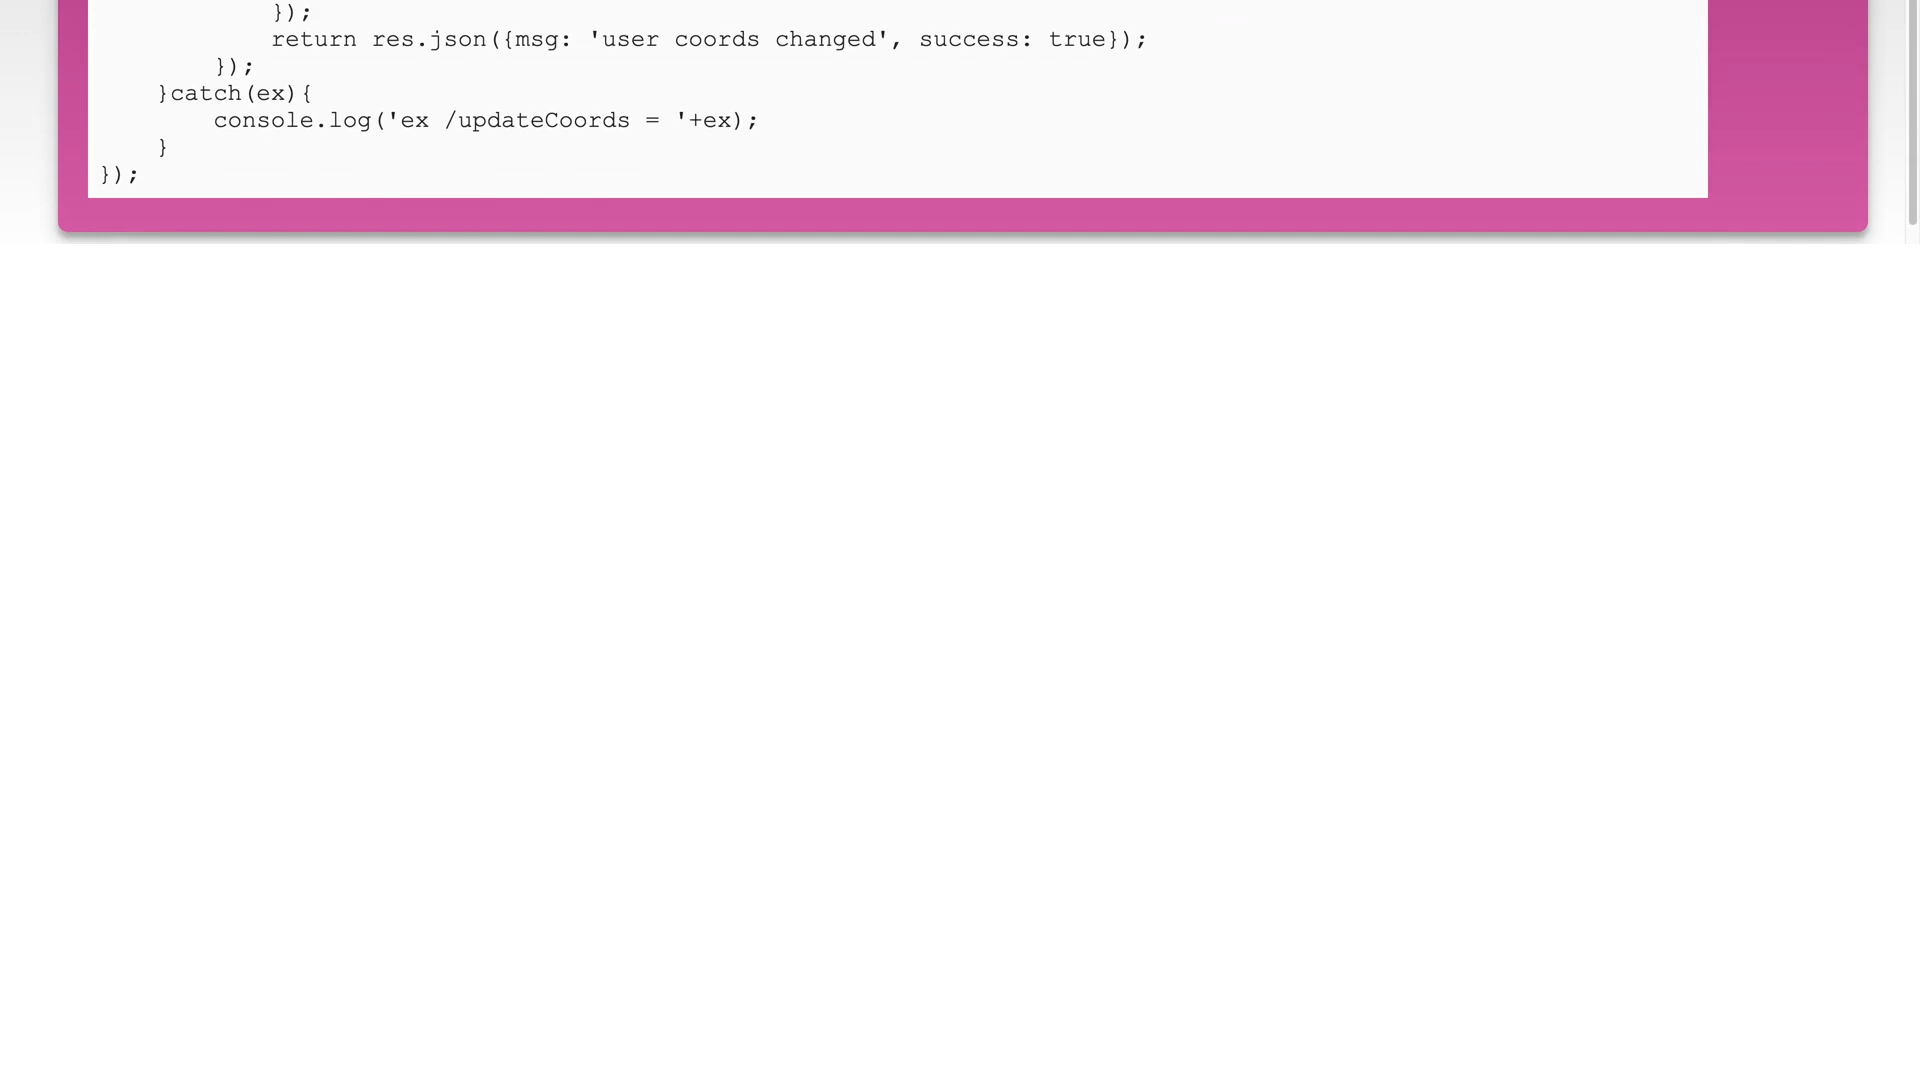 });
            return res.json({msg: 'user coords changed', success: true});
        });
    }catch(ex){
        console.log('ex /updateCoords = '+ex);
    }
});